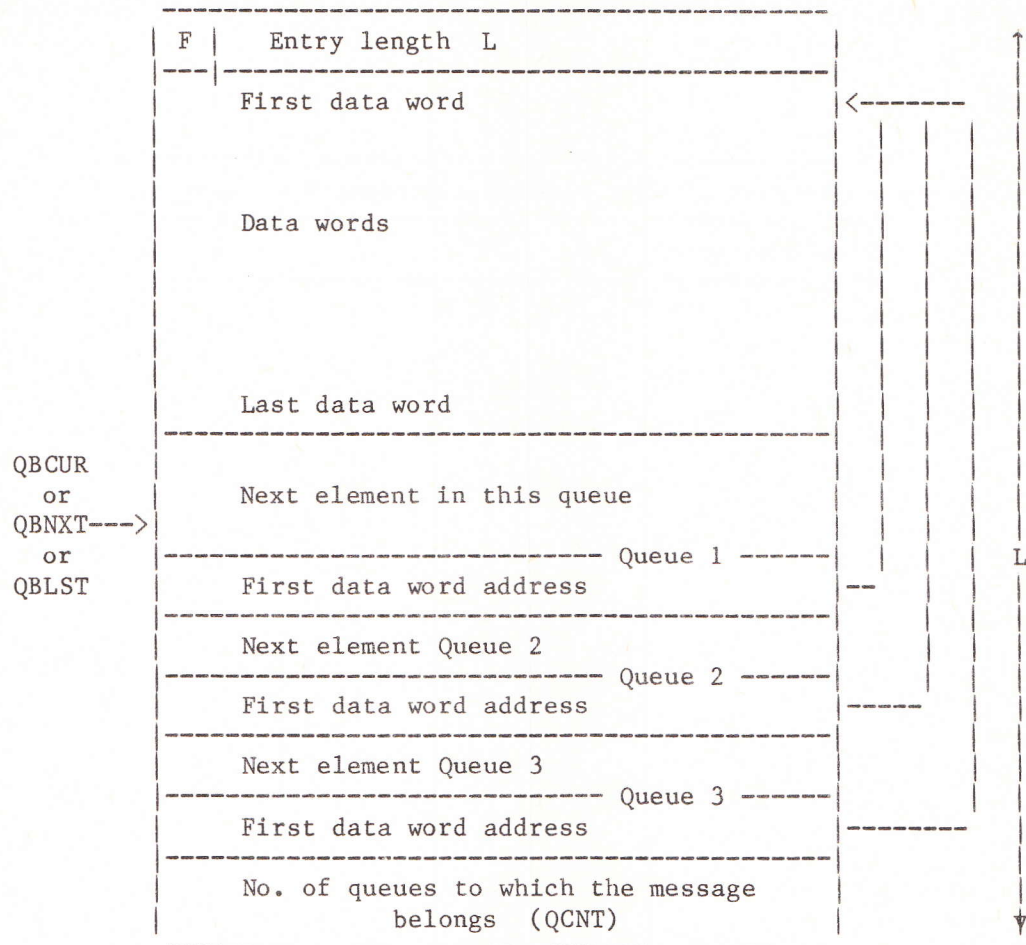 F Entry length L
First data word
Data words
Last data word
QBCUR
or
Next element in this queue
QBNXT
or
Queue 1
L
QBLST
First data word address
Next element Queue 2
Queue 2
First data word address
Next element Queue 3
Queue 3
First data word address
No. of queues to which the message
belongs (QCNT)